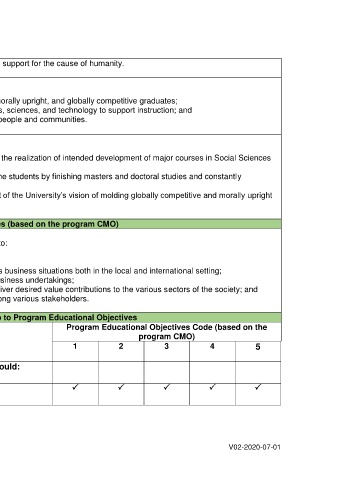 support for the cause of humanity.
orally upright, and globally competitive graduates;
s, sciences, and technology to support instruction; and
people and communities.
the realization of intended development of major courses in Social Sciences
e students by finishing masters and doctoral studies and constantly
t of the University's vision of molding globally competitive and morally upright
es (based on the program CMO)
to:
s business situations both in the local and international setting;
siness undertakings;
iver desired value contributions to the various sectors of the society; and
ong various stakeholders.
p to Program Educational Objectives
Program Educational Objectives Code (based on the
program CMO)
1 2 3 4 5
ould:
✓ ✓ ✓ ✓ ✓
V02-2020-07-01